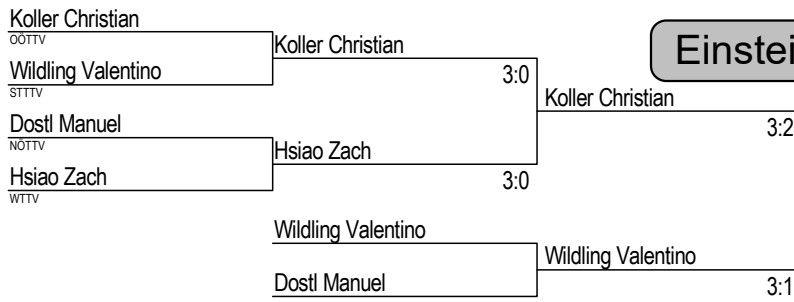 Koller Christian
OÖTTV
Koller Christian
Wildling Valentino
3:0
STTTV
Koller Christian
3:2
Dostl Manuel
NÖTTV
Hsiao Zach
Hsiao Zach
3:0
WTTV
Wildling Valentino
Wildling Valentino
Dostl Manuel
3:1